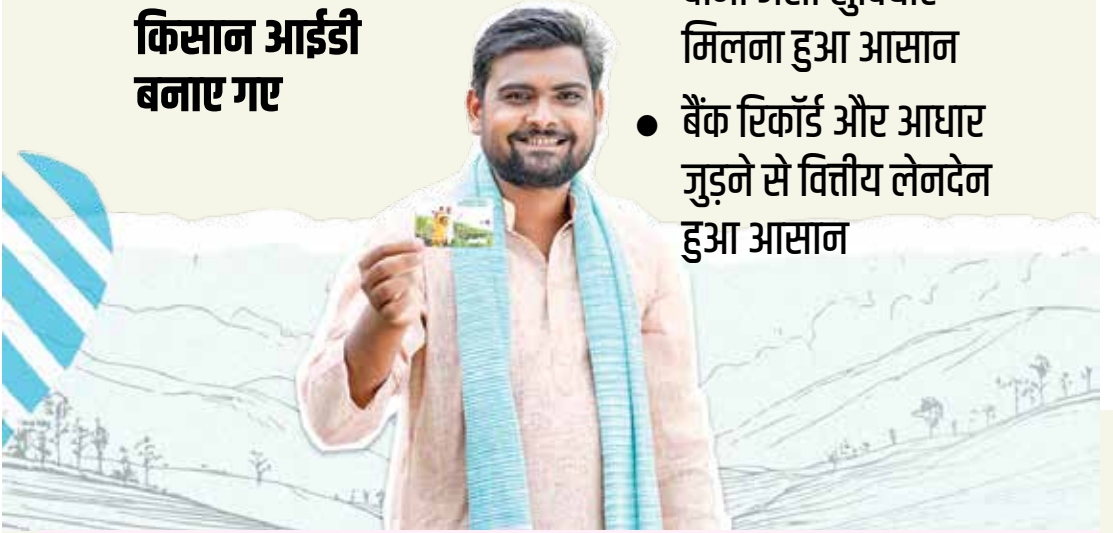 किसान आईडी
बनाए गए
मिलना हुआ आसान
● बैंक रिकॉर्ड और आधार
जुड़ने से वित्तीय लेनदेन
हुआ आसान